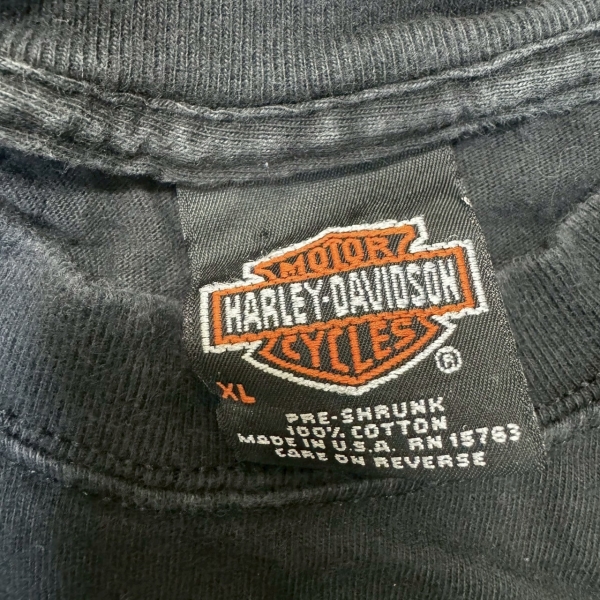 MOTOR
HARLEY-DAVIDSON
CYCLES
®
XL
PRE-SHRUNK
100% COTTON
MADE IN U.S.A. RN 15763
CARE ON REVERSE